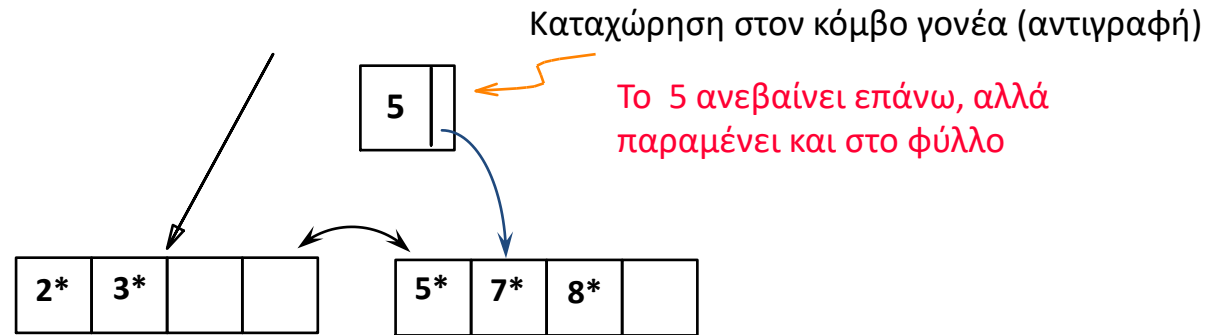 Καταχώρηση στον κόμβο γονέα (αντιγραφή)
5
Το 5 ανεβαίνει επάνω, αλλά
παραμένει και στο φύλλο
2* 3* 5* 7* 8*